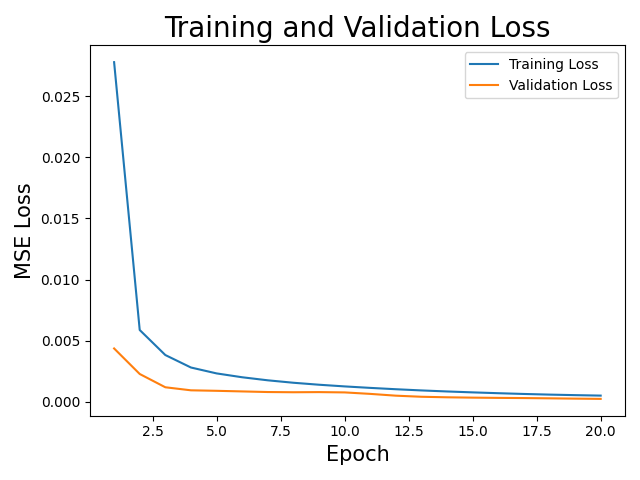 Training and Validation Loss
Training Loss
Validation Loss
MSE Loss
0.025
0.020
0.015
0.010
0.005
0.000
2.5 5.0 7.5 10.0 12.5 15.0 17.5 20.0
Epoch